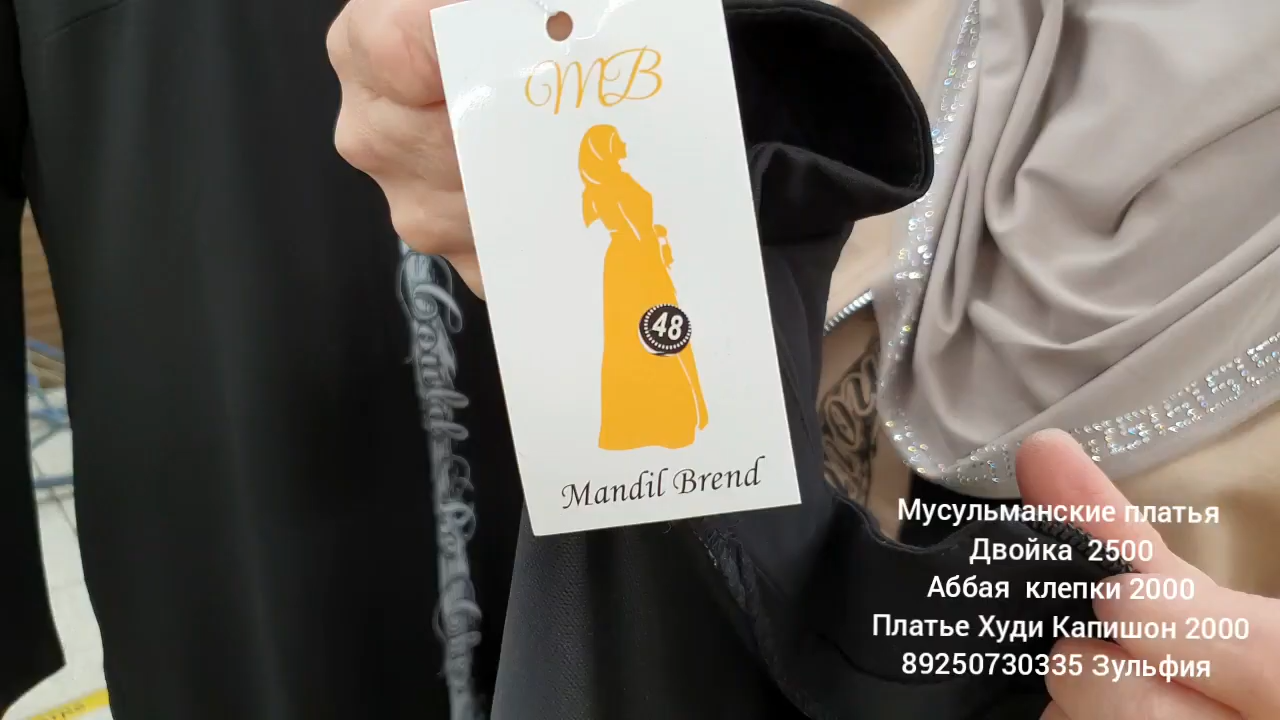 MB
48
Mandil Brend
Мусульманские платья
Двойка 2500
Аббая клепки 2000
Платье Худи Капишон 2000
89250730335 Зульфия